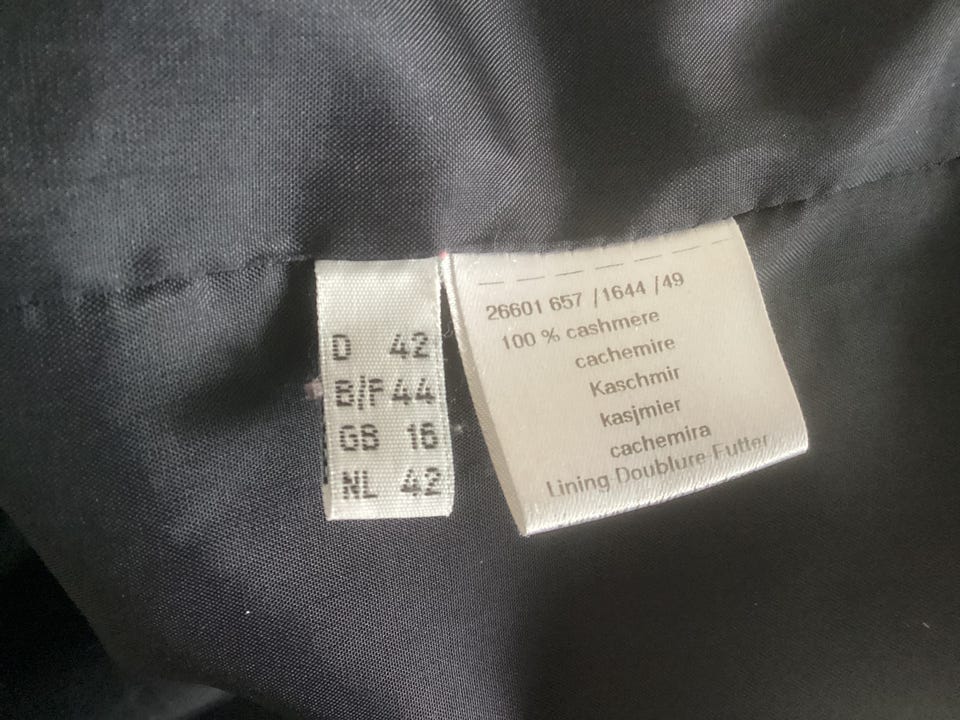 D 42
B/F 44
GB 16
NL 42
26601 657 /1644 /49
100 % cashmere
cachemire
Kaschmir
kasjmier
cachemira
Lining Doublure Futter